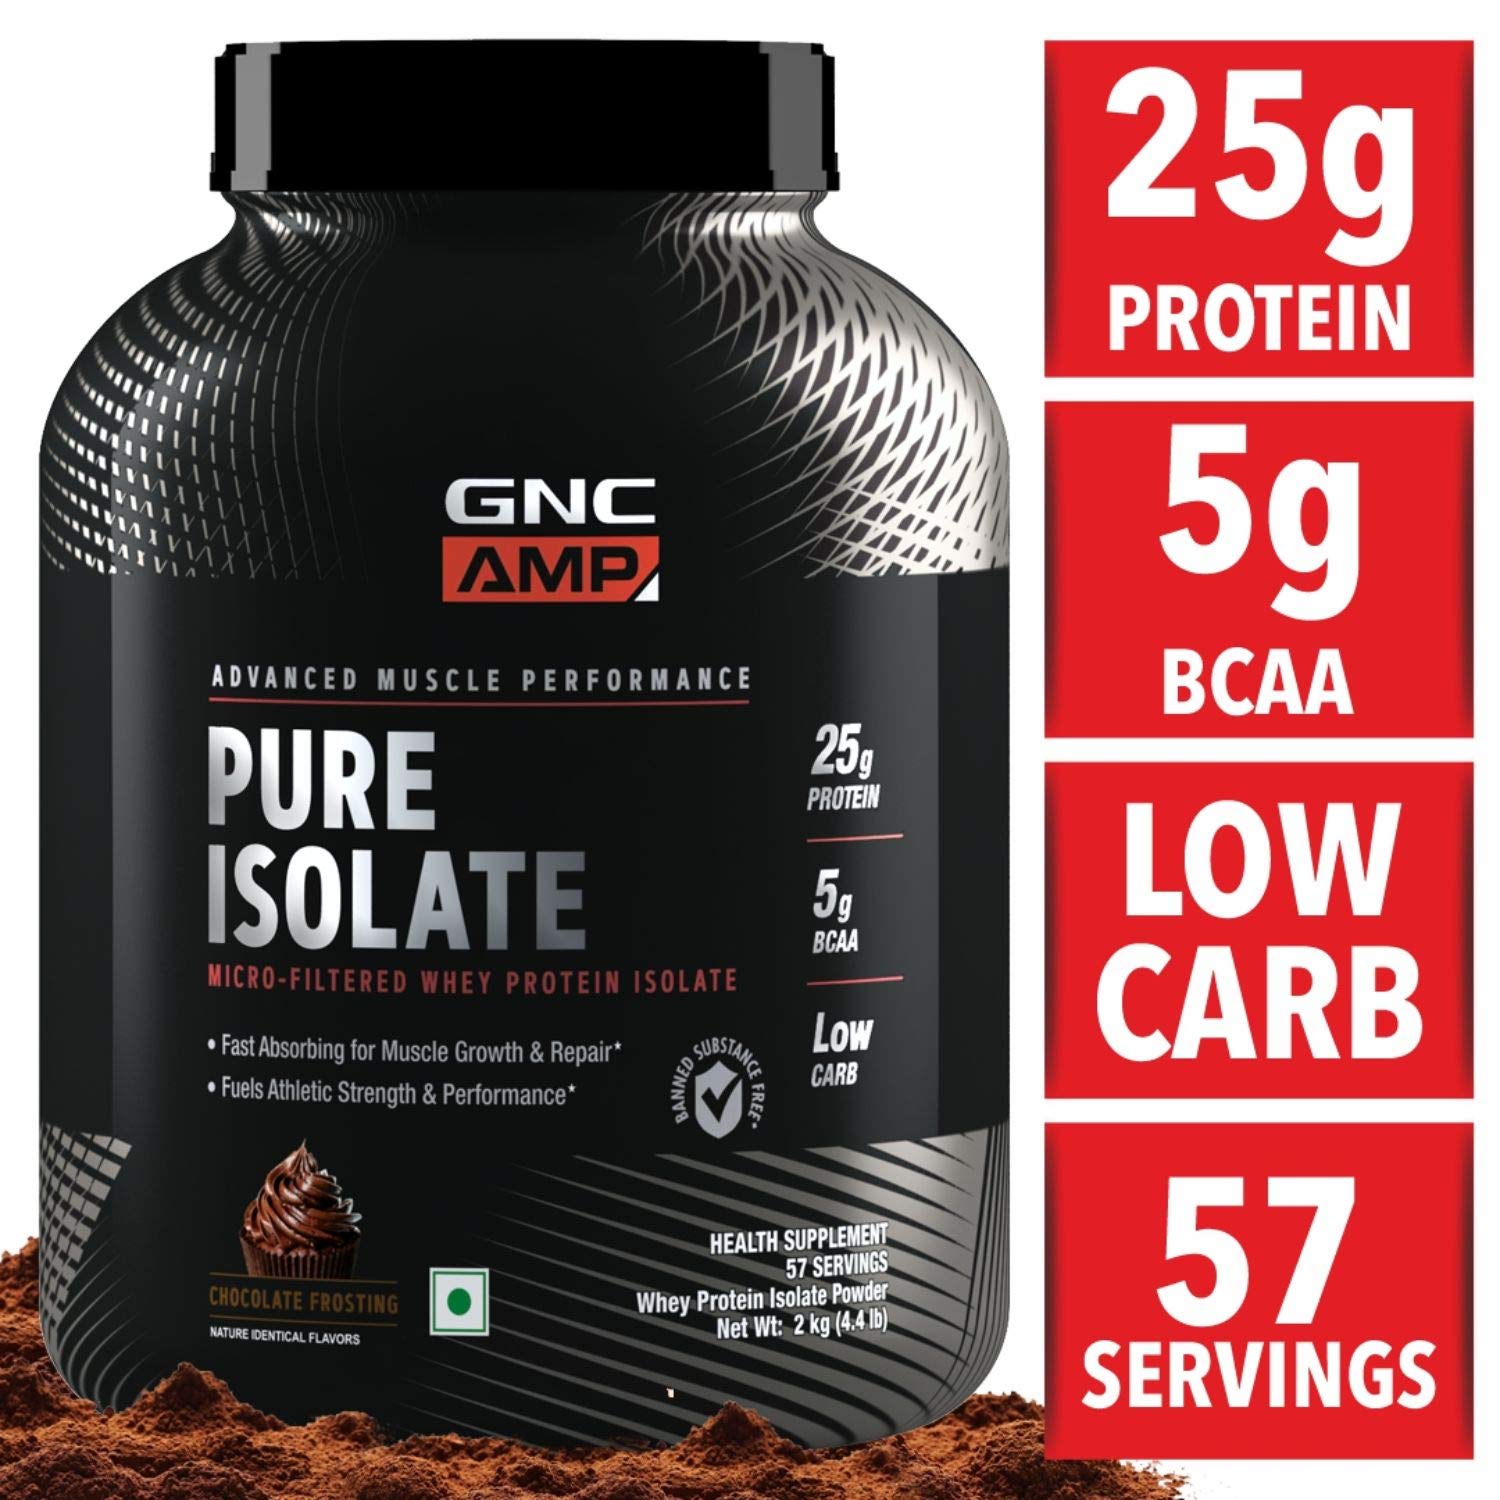 GNC
AMP
ADVANCED MUSCLE PERFORMANCE
PURE
ISOLATE
MICRO-FILTERED WHEY PROTEIN ISOLATE
• Fast Absorbing for Muscle Growth & Repair*
• Fuels Athletic Strength & Performance*
25g
PROTEIN
5g
BCAA
LOW
CARB
BANNED SUBSTANCE FREE*
CHOCOLATE FROSTING
NATURE IDENTICAL FLAVORS
HEALTH SUPPLEMENT
57 SERVINGS
Whey Protein Isolate Powder
Net Wt: 2 kg (4.4 lb)
25g
PROTEIN
5g
BCAA
LOW
CARB
57
SERVINGS